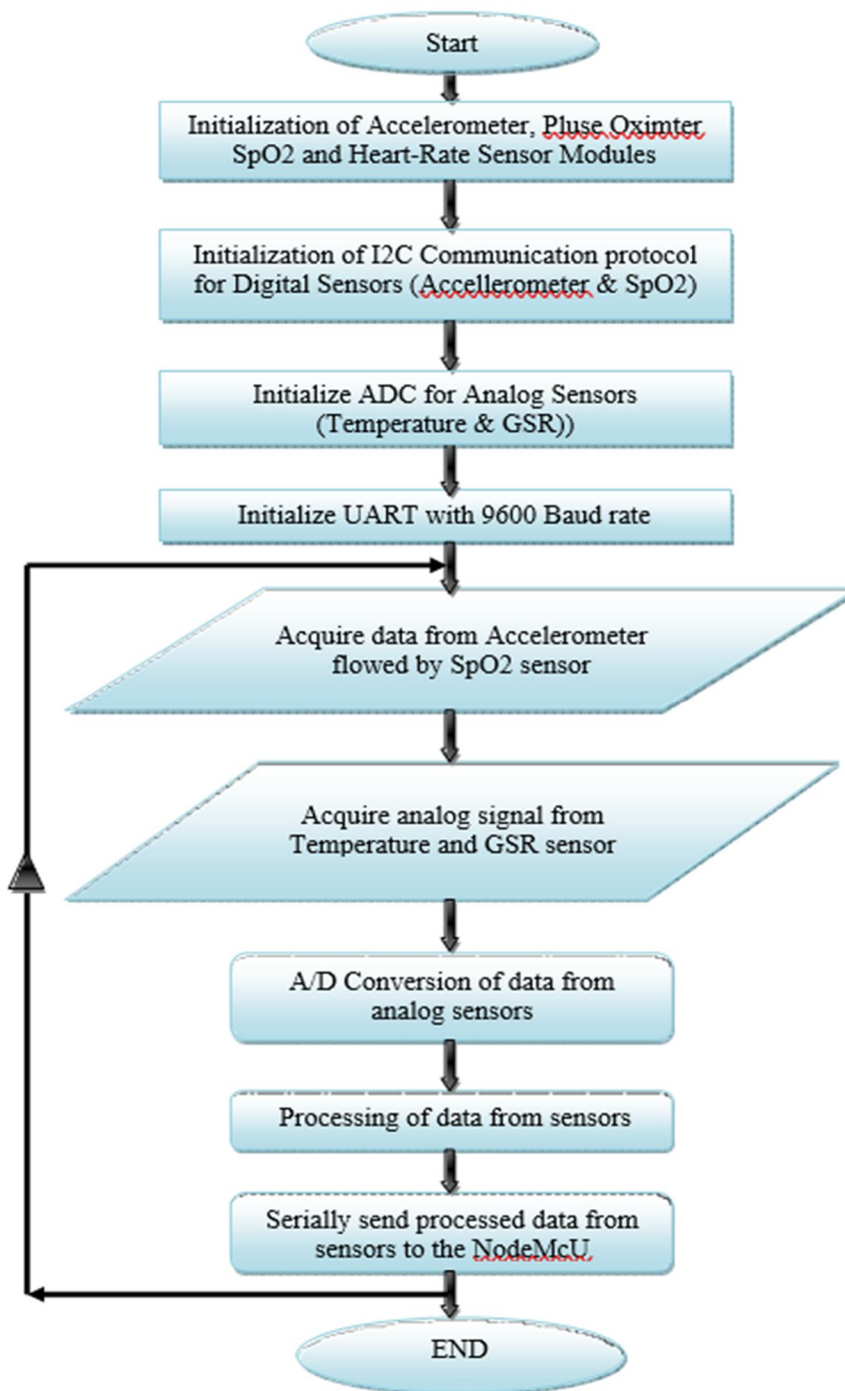 Start
Initialization of Accelerometer, Pluse Oximter
SpO2 and Heart-Rate Sensor Modules
Initialization of I2C Communication protocol
for Digital Sensors (Accellerometer & SpO2)
Initialize ADC for Analog Sensors
(Temperature & GSR))
Initialize UART with 9600 Baud rate
Acquire data from Accelerometer
flowed by SpO2 sensor
Acquire analog signal from
Temperature and GSR sensor
A/D Conversion of data from
analog sensors
Processing of data from sensors
Serially send processed data from
sensors to the NodeMcU
END